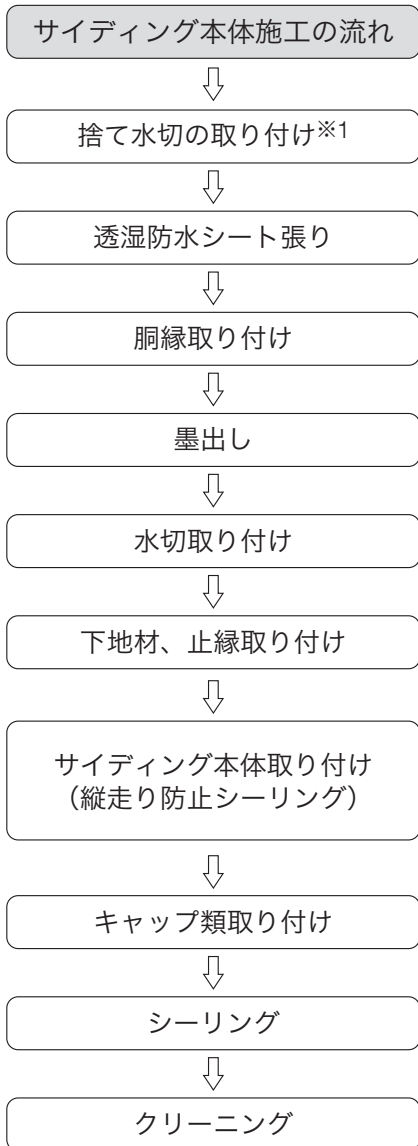 サイディング本体施工の流れ
捨て水切の取り付け※1
透湿防水シート張り
胴縁取り付け
墨出し
水切取り付け
下地材、止縁取り付け
サイディング本体取り付け
（縦走り防止シーリング）
キャップ類取り付け
シーリング
クリーニング